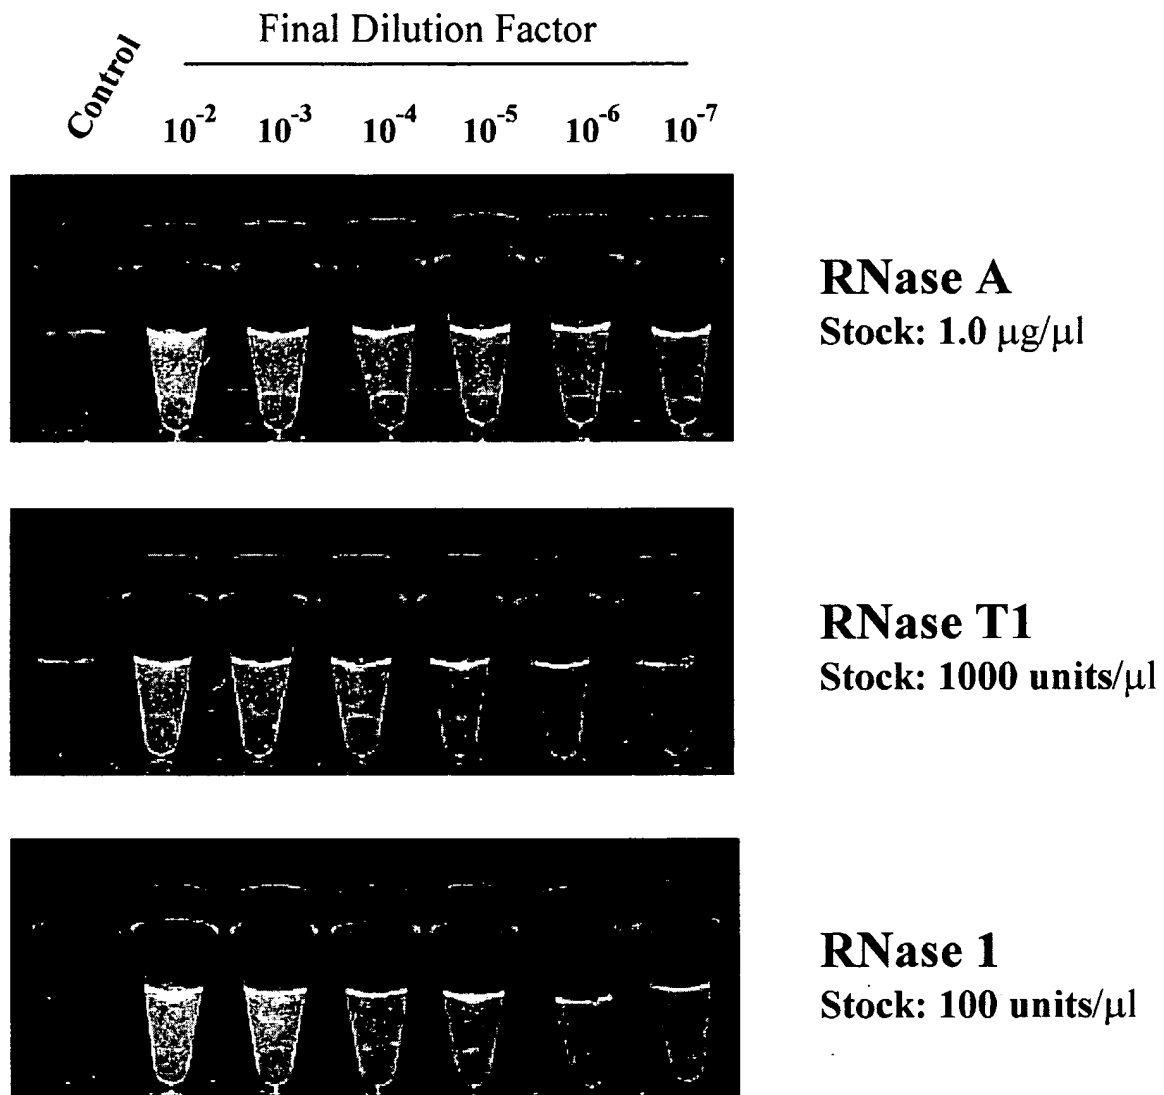 Final Dilution Factor
Control
10⁻² 10⁻³ 10⁻⁴ 10⁻⁵ 10⁻⁶ 10⁻⁷
RNase A
Stock: 1.0 µg/µl
RNase T1
Stock: 1000 units/µl
RNase 1
Stock: 100 units/µl